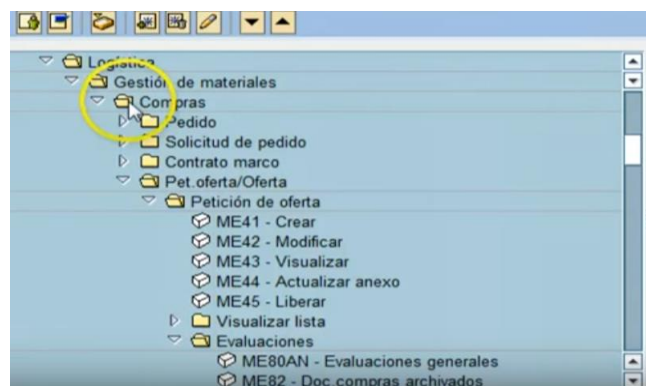 Logística
Gestión de materiales
Compras
Pedido
Solicitud de pedido
Contrato marco
Pet.oferta/Oferta
Petición de oferta
ME41 - Crear
ME42 - Modificar
ME43 - Visualizar
ME44 - Actualizar anexo
ME45 - Liberar
Visualizar lista
Evaluaciones
ME80AN - Evaluaciones generales
ME82 - Doc.compras archivados